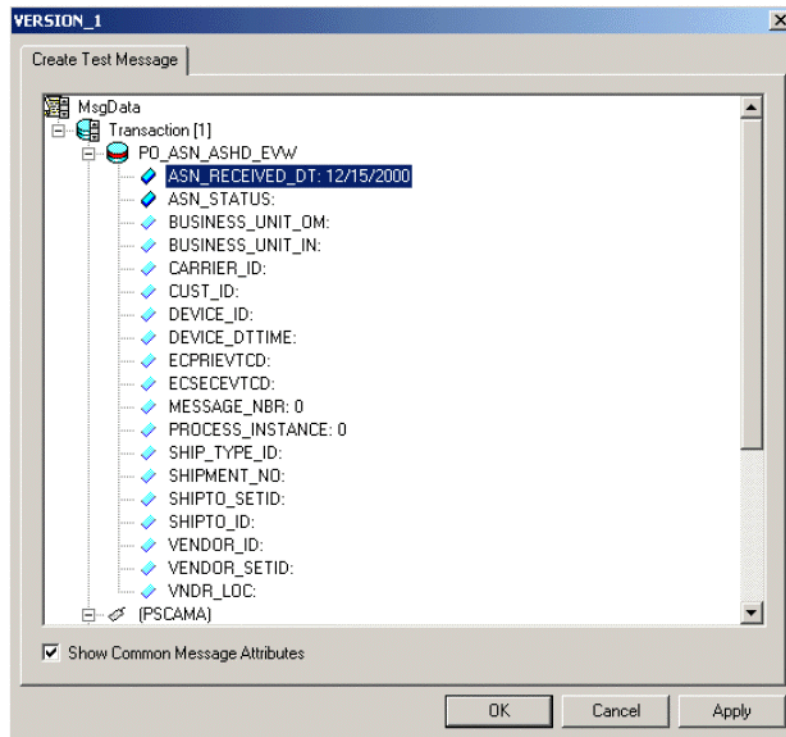 VERSION_1
Create Test Message
MsgData
Transaction [1]
PO_ASN_ASHD_EVW
ASN_RECEIVED_DT: 12/15/2000
ASN_STATUS:
BUSINESS_UNIT_OM:
BUSINESS_UNIT_IN:
CARRIER_ID:
CUST_ID:
DEVICE_ID:
DEVICE_DTTIME:
ECPRIEVTCD:
ECSECEVTCD:
MESSAGE_NBR: 0
PROCESS_INSTANCE: 0
SHIP_TYPE_ID:
SHIPMENT_NO:
SHIPTO_SETID:
SHIPTO_ID:
VENDOR_ID:
VENDOR_SETID:
VNDR_LOC:
(PSCAMA)
Show Common Message Attributes
OK Cancel Apply